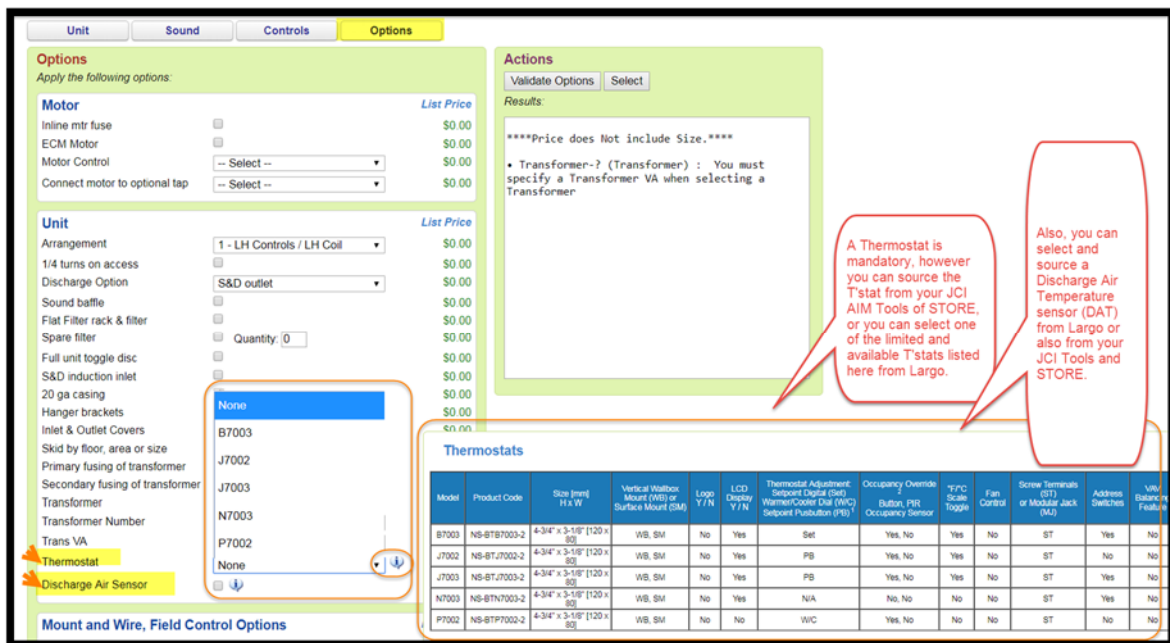 Unit Sound Controls Options
Options
Apply the following options:
Motor List Price
Inline mtr fuse $0.00
ECM Motor $0.00
Motor Control -- Select -- $0.00
Connect motor to optional tap -- Select -- $0.00
Unit List Price
Arrangement 1 - LH Controls / LH Coil $0.00
1/4 turns on access $0.00
Discharge Option S&D outlet $0.00
Sound baffle $0.00
Flat Filter rack & filter $0.00
Spare filter Quantity: 0 $0.00
Full unit toggle disc $0.00
S&D induction inlet $0.00
20 ga casing $0.00
Hanger brackets $0.00
Inlet & Outlet Covers $0.00
Skid by floor, area or size
Primary fusing of transformer
Secondary fusing of transformer
Transformer
Transformer Number
Trans VA
Thermostat None
Discharge Air Sensor
None
B7003
J7002
J7003
N7003
P7002
Mount and Wire, Field Control Options
Actions
Validate Options Select
Results:
****Price does Not include Size.****
• Transformer-? (Transformer) : You must
specify a Transformer VA when selecting a
Transformer
A Thermostat is
mandatory, however
you can source the
T'stat from your JCI
AIM Tools of STORE,
or you can select one
of the limited and
available T'stats listed
here from Largo.
Also, you can
select and
source a
Discharge Air
Temperature
sensor (DAT)
from Largo or
also from your
JCI Tools and
STORE.
Thermostats
Model Product Code Size [mm] H x W Vertical Wallbox Mount (WB) or Surface Mount (SM) Logo Y / N LCD Display Y / N Thermostat Adjustment: Setpoint Digital (Set) Warmer/Cooler Dial (W/C) Setpoint Pushbutton (PB) 1 Occupancy Override 2 Button, PIR Occupancy Sensor °F/°C Scale Toggle Fan Control Screw Terminals (ST) or Modular Jack (MJ) Address Switches VAV Balancing Feature
B7003 NS-BTB7003-2 4-3/4" x 3-1/8" [120 x 80] WB, SM No Yes Set Yes, No Yes No ST Yes No
J7002 NS-BTJ7002-2 4-3/4" x 3-1/8" [120 x 80] WB, SM No Yes PB Yes, No Yes No ST No No
J7003 NS-BTJ7003-2 4-3/4" x 3-1/8" [120 x 80] WB, SM No Yes PB Yes, No Yes No ST Yes No
N7003 NS-BTN7003-2 4-3/4" x 3-1/8" [120 x 80] WB, SM No Yes N/A No, No No No ST Yes No
P7002 NS-BTP7002-2 4-3/4" x 3-1/8" [120 x 80] WB, SM No No W/C Yes, No No No ST No No